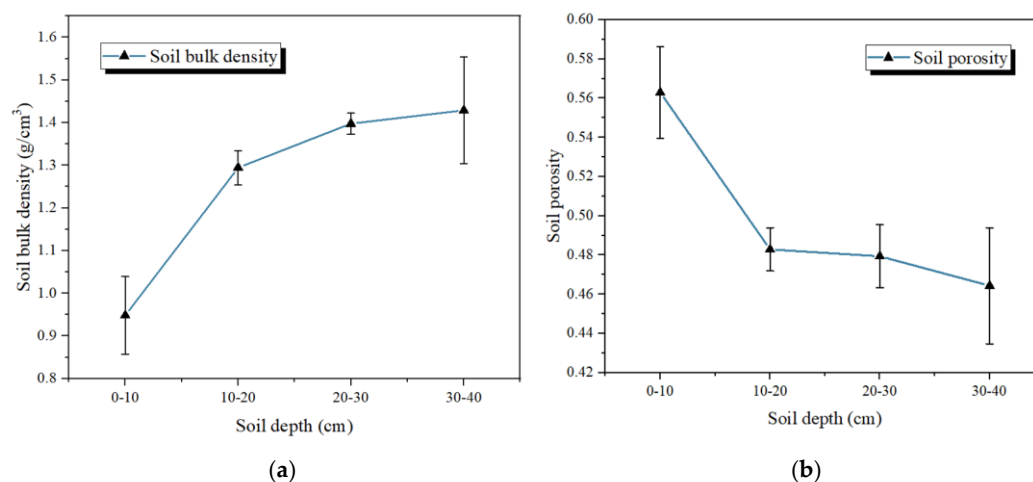 Soil bulk density
1.6
1.5
1.4
1.3
1.2
1.1
1.0
0.9
0.8
Soil bulk density (g/cm³)
0-10 10-20 20-30 30-40
Soil depth (cm)
(a)
Soil porosity
0.60
0.58
0.56
0.54
0.52
0.50
0.48
0.46
0.44
0.42
Soil porosity
0-10 10-20 20-30 30-40
Soil depth (cm)
(b)